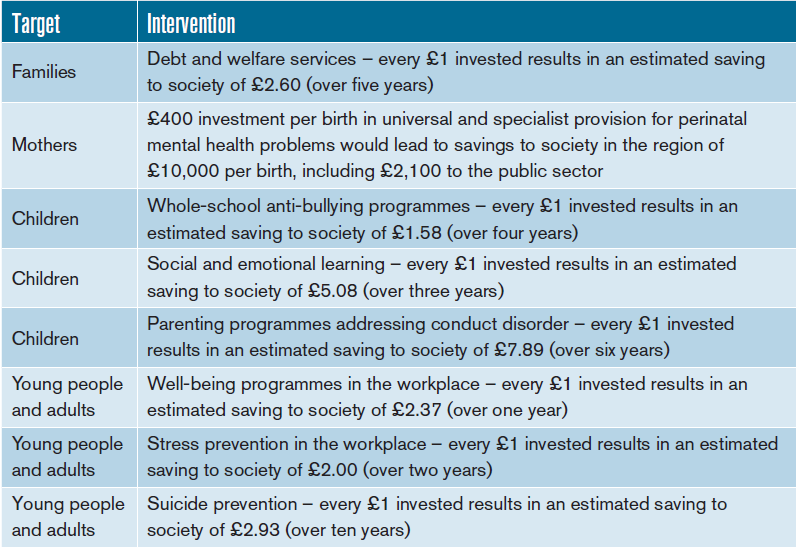 Target Intervention
Families
Debt and welfare services – every £1 invested results in an estimated saving
to society of £2.60 (over five years)
Mothers
£400 investment per birth in universal and specialist provision for perinatal
mental health problems would lead to savings to society in the region of
£10,000 per birth, including £2,100 to the public sector
Children
Whole-school anti-bullying programmes – every £1 invested results in an
estimated saving to society of £1.58 (over four years)
Children
Social and emotional learning – every £1 invested results in an estimated
saving to society of £5.08 (over three years)
Children
Parenting programmes addressing conduct disorder – every £1 invested
results in an estimated saving to society of £7.89 (over six years)
Young people
and adults
Well-being programmes in the workplace – every £1 invested results in an
estimated saving to society of £2.37 (over one year)
Young people
and adults
Stress prevention in the workplace – every £1 invested results in an estimated
saving to society of £2.00 (over two years)
Young people
and adults
Suicide prevention – every £1 invested results in an estimated saving to
society of £2.93 (over ten years)